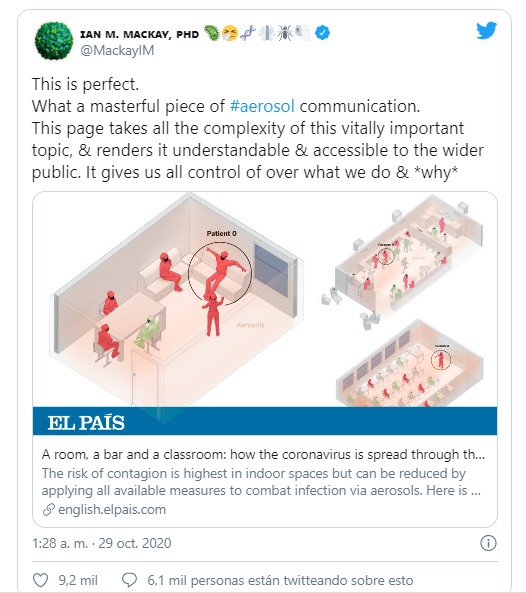 IAN M. MACKAY, PHD
@MackayIM
This is perfect.
What a masterful piece of #aerosol communication.
This page takes all the complexity of this vitally important
topic, & renders it understandable & accessible to the wider
public. It gives us all control of over what we do & *why*
Patient 0
Aerosols
EL PAÍS
A room, a bar and a classroom: how the coronavirus is spread through th...
The risk of contagion is highest in indoor spaces but can be reduced by
applying all available measures to combat infection via aerosols. Here is ...
english.elpais.com
1:28 a. m. · 29 oct. 2020
9,2 mil
6,1 mil personas están twitteando sobre esto